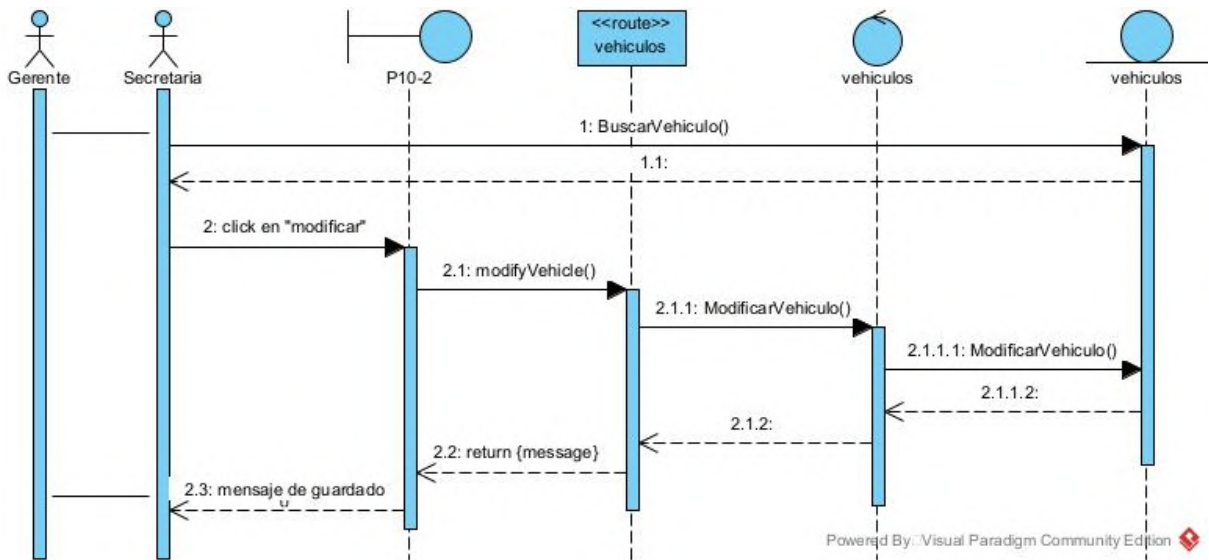 <<route>>
vehiculos
Gerente
Secretaria
P10-2
vehiculos
vehiculos
1: BuscarVehiculo()
1.1:
2: click en "modificar"
2.1: modifyVehicle()
2.1.1: ModificarVehiculo()
2.1.1.1: ModificarVehiculo()
2.1.1.2:
2.1.2:
2.2: return {message}
2.3: mensaje de guardado
Powered By: Visual Paradigm Community Edition